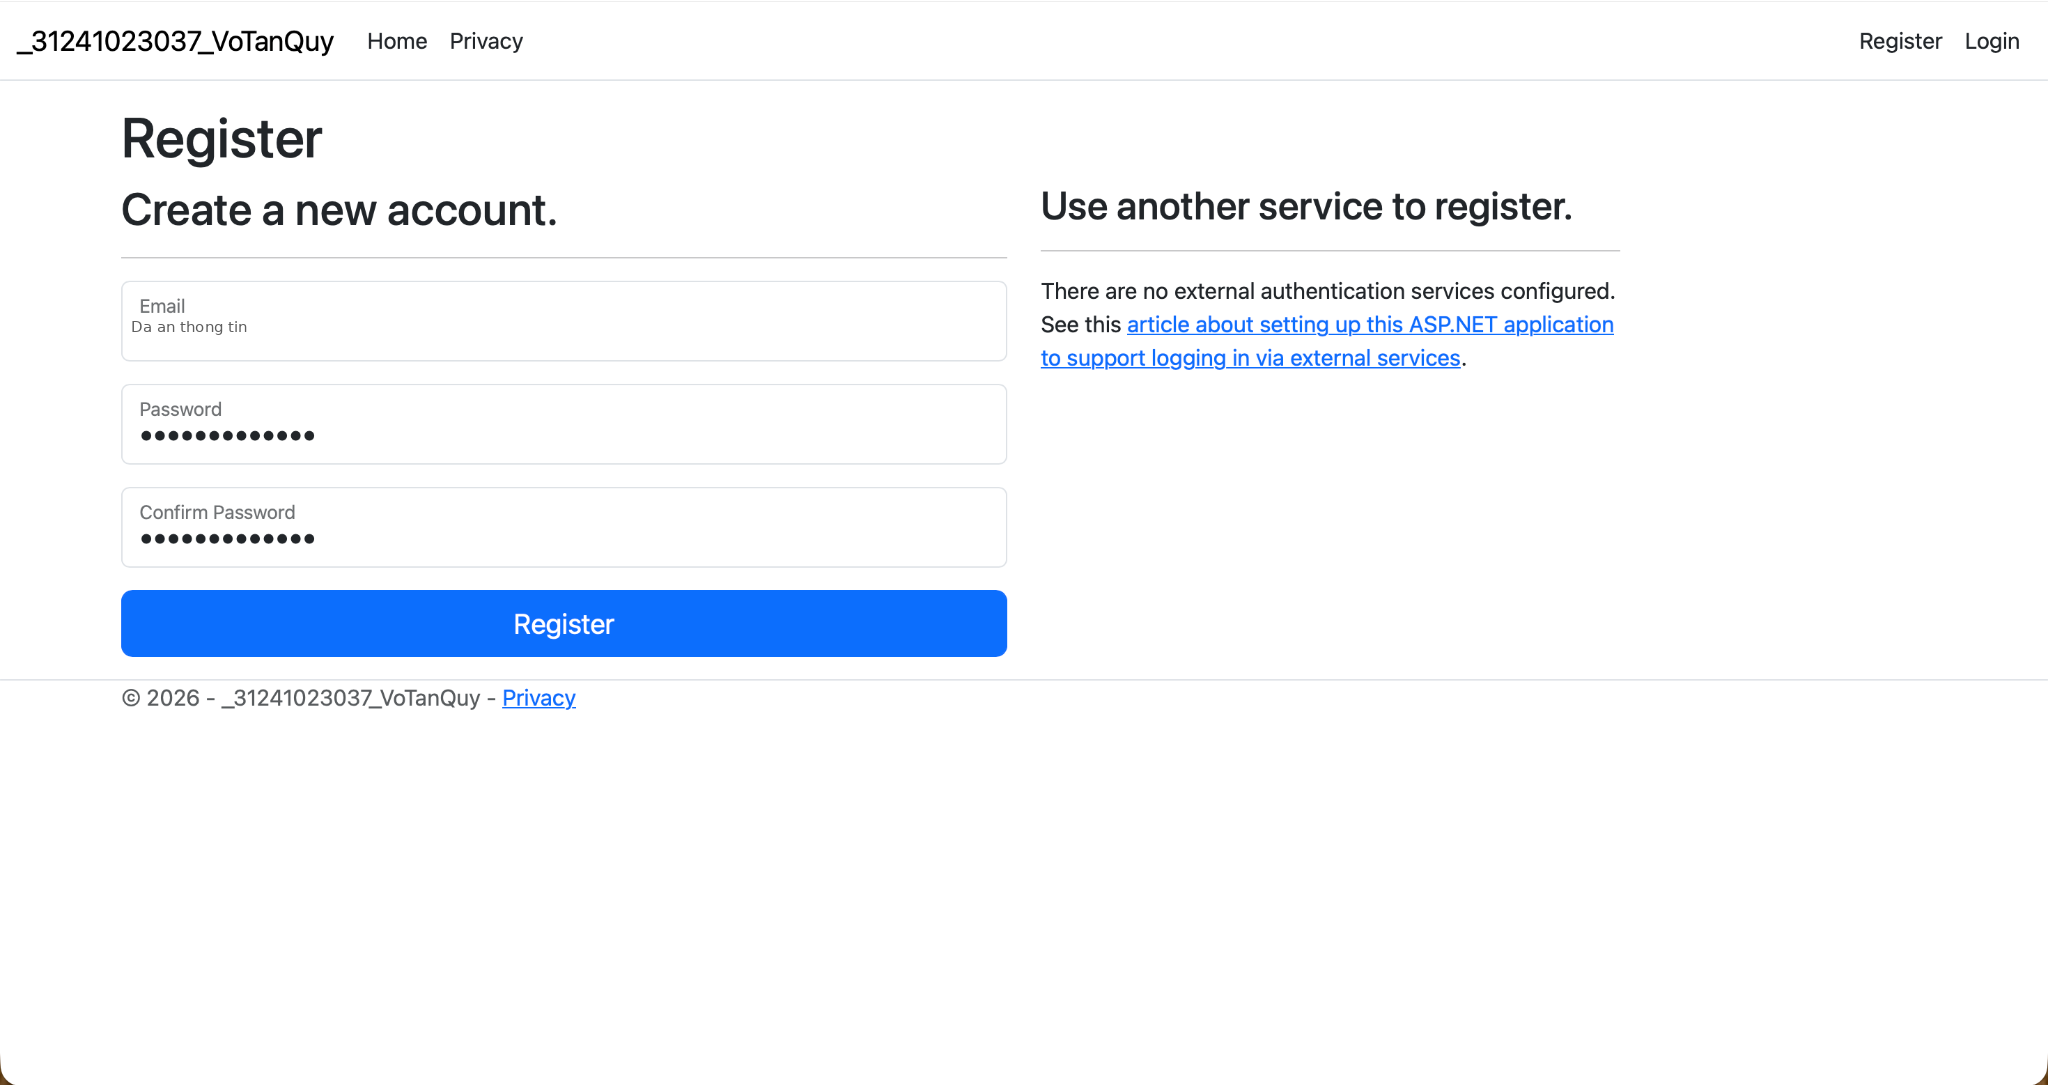 _31241023037_VoTanQuy Home Privacy Register Login
Register
Create a new account.
Email
Da an thong tin
Password
●●●●●●●●●●●●●
Confirm Password
●●●●●●●●●●●●●
Register
Use another service to register.
There are no external authentication services configured.
See this article about setting up this ASP.NET application
to support logging in via external services.
© 2026 - _31241023037_VoTanQuy - Privacy